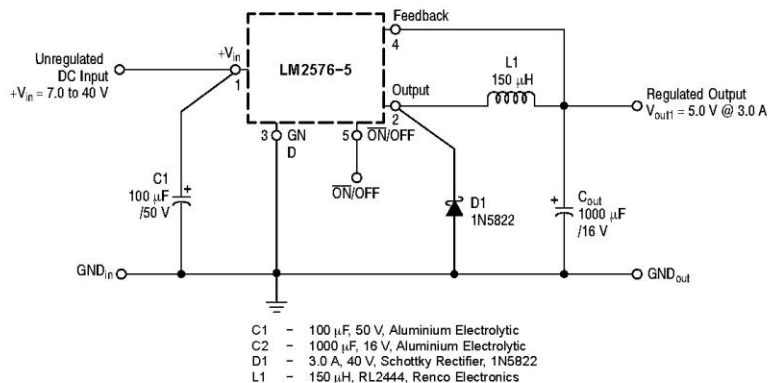 Feedback
4
+Vin
1
Unregulated
DC Input
+Vin = 7.0 to 40 V
LM2576-5
L1
150 μH
Output
2
Regulated Output
Vout1 = 5.0 V @ 3.0 A
3 GN
D
5 ON/OFF
ON/OFF
C1
100 μF
/50 V
+
D1
1N5822
+
Cout
1000 μF
/16 V
GNDin
GNDout
C1 – 100 μF, 50 V, Aluminium Electrolytic
C2 – 1000 μF, 16 V, Aluminium Electrolytic
D1 – 3.0 A, 40 V, Schottky Rectifier, 1N5822
L1 – 150 μH, RL2444, Renco Electronics